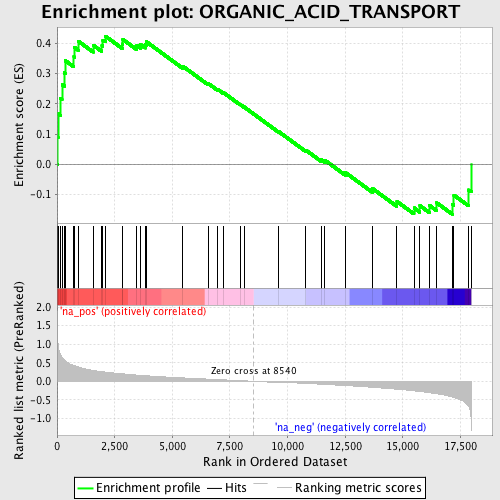 Enrichment plot: ORGANIC_ACID_TRANSPORT
Enrichment score (ES)
0.4
0.3
0.2
0.1
0.0
-0.1
'na_pos' (positively correlated)
Ranked list metric (PreRanked)
2.0
1.5
1.0
0.5
0.0
-0.5
-1.0
Zero cross at 8540
'na_neg' (negatively correlated)
0 2,500 5,000 7,500 10,000 12,500 15,000 17,500
Rank in Ordered Dataset
Enrichment profile Hits Ranking metric scores